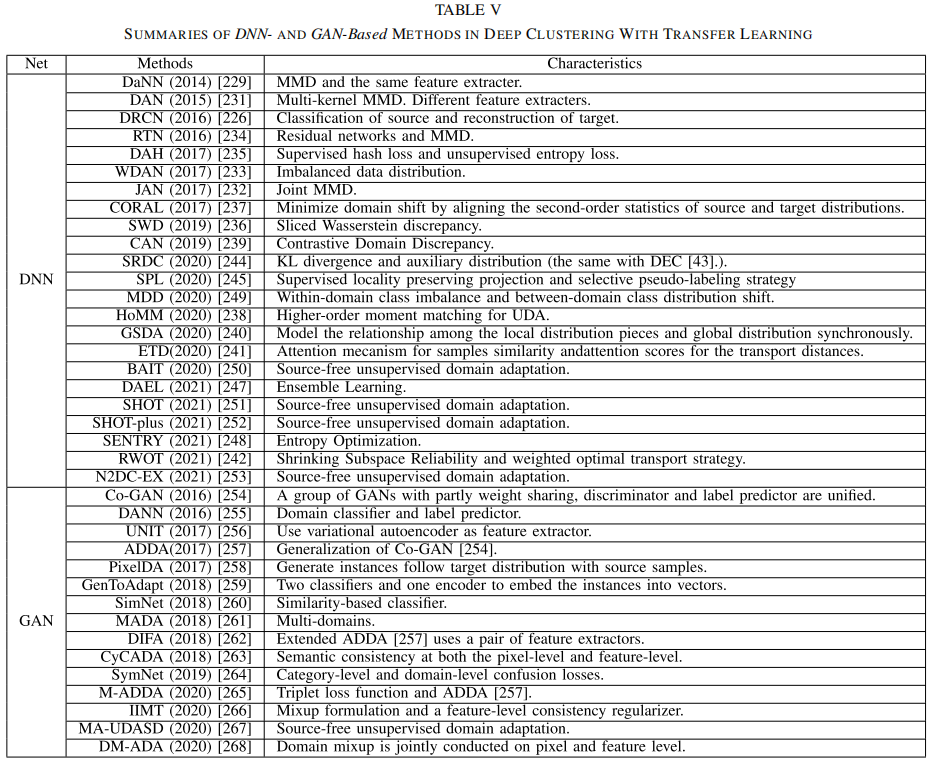 TABLE V
SUMMARIES OF DNN- AND GAN-BASED METHODS IN DEEP CLUSTERING WITH TRANSFER LEARNING
Net Methods Characteristics
DaNN (2014) [229] MMD and the same feature extracter.
DAN (2015) [231] Multi-kernel MMD. Different feature extracters.
DRCN (2016) [226] Classification of source and reconstruction of target.
RTN (2016) [234] Residual networks and MMD.
DAH (2017) [235] Supervised hash loss and unsupervised entropy loss.
WDAN (2017) [233] Imbalanced data distribution.
JAN (2017) [232] Joint MMD.
CORAL (2017) [237] Minimize domain shift by aligning the second-order statistics of source and target distributions.
SWD (2019) [236] Sliced Wasserstein discrepancy.
CAN (2019) [239] Contrastive Domain Discrepancy.
SRDC (2020) [244] KL divergence and auxiliary distribution (the same with DEC [43].).
DNN SPL (2020) [245] Supervised locality preserving projection and selective pseudo-labeling strategy
MDD (2020) [249] Within-domain class imbalance and between-domain class distribution shift.
HoMM (2020) [238] Higher-order moment matching for UDA.
GSDA (2020) [240] Model the relationship among the local distribution pieces and global distribution synchronously.
ETD(2020) [241] Attention mecanism for samples similarity andattention scores for the transport distances.
BAIT (2020) [250] Source-free unsupervised domain adaptation.
DAEL (2021) [247] Ensemble Learning.
SHOT (2021) [251] Source-free unsupervised domain adaptation.
SHOT-plus (2021) [252] Source-free unsupervised domain adaptation.
SENTRY (2021) [248] Entropy Optimization.
RWOT (2021) [242] Shrinking Subspace Reliability and weighted optimal transport strategy.
N2DC-EX (2021) [253] Source-free unsupervised domain adaptation.
Co-GAN (2016) [254] A group of GANs with partly weight sharing, discriminator and label predictor are unified.
DANN (2016) [255] Domain classifier and label predictor.
UNIT (2017) [256] Use variational autoencoder as feature extractor.
ADDA(2017) [257] Generalization of Co-GAN [254].
PixelDA (2017) [258] Generate instances follow target distribution with source samples.
GenToAdapt (2018) [259] Two classifiers and one encoder to embed the instances into vectors.
SimNet (2018) [260] Similarity-based classifier.
GAN MADA (2018) [261] Multi-domains.
DIFA (2018) [262] Extended ADDA [257] uses a pair of feature extractors.
CyCADA (2018) [263] Semantic consistency at both the pixel-level and feature-level.
SymNet (2019) [264] Category-level and domain-level confusion losses.
M-ADDA (2020) [265] Triplet loss function and ADDA [257].
IIMT (2020) [266] Mixup formulation and a feature-level consistency regularizer.
MA-UDASD (2020) [267] Source-free unsupervised domain adaptation.
DM-ADA (2020) [268] Domain mixup is jointly conducted on pixel and feature level.